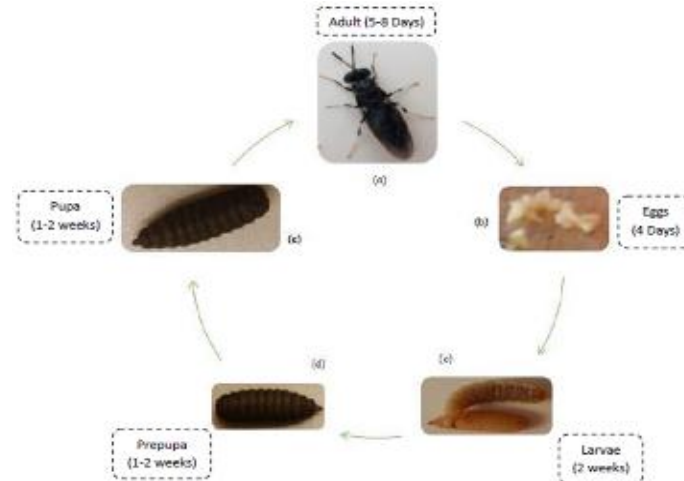 Adult (5-8 Days)
(a)
Pupa
(1-2 weeks)
(e)
(b)
Eggs
(4 Days)
(d)
(c)
Prepupa
(1-2 weeks)
Larvae
(2 weeks)